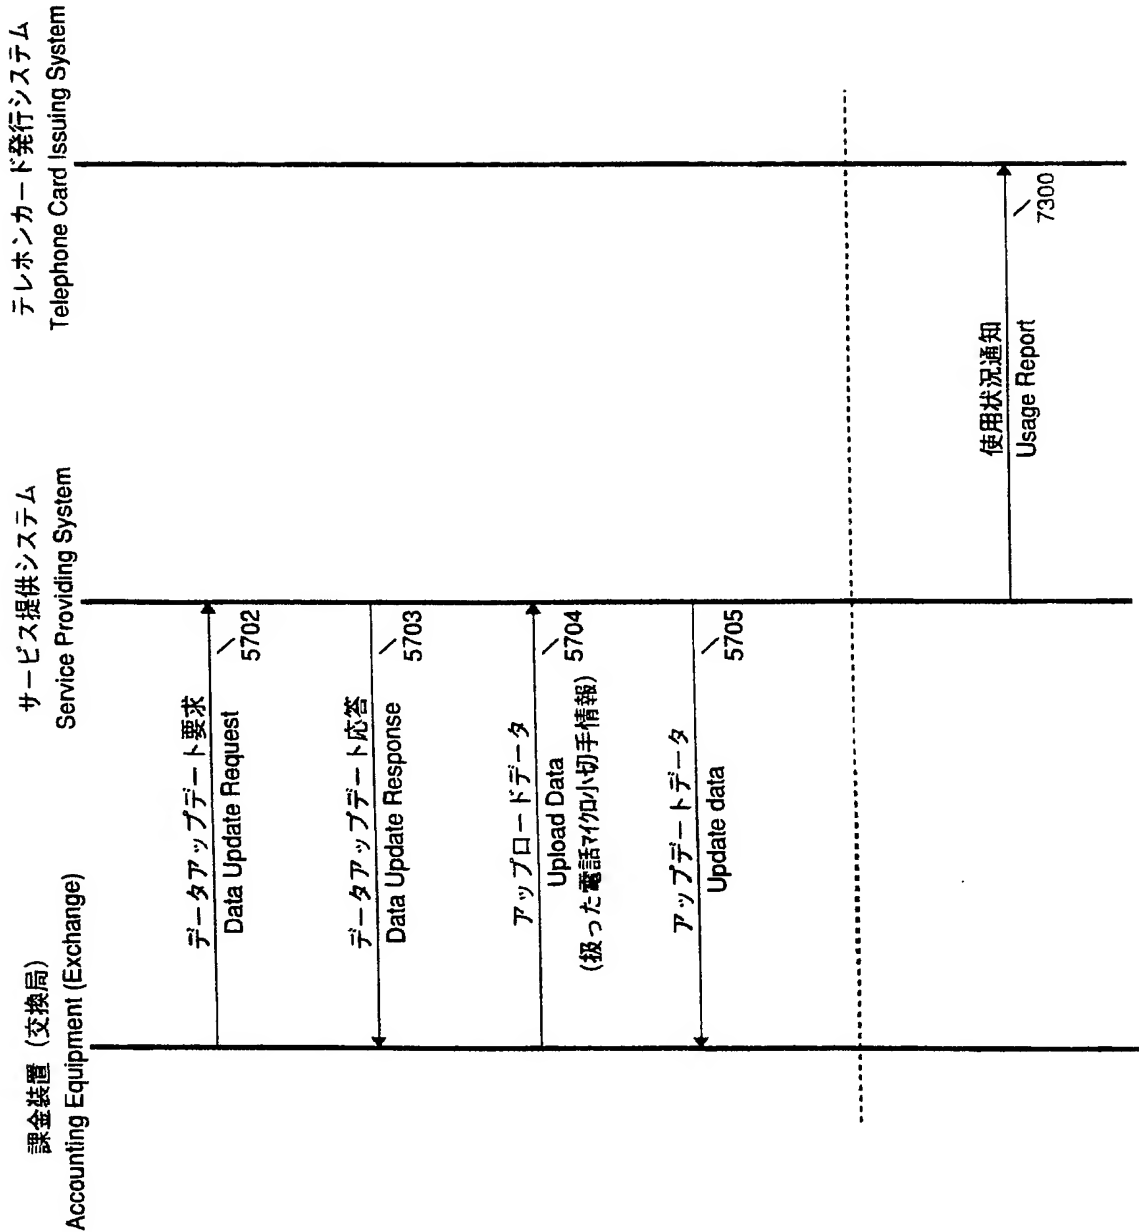 課金装置 (交換局)
Accounting Equipment (Exchange)
サービス提供システム
Service Providing System
テレホンカード発行システム
Telephone Card Issuing System
データアップデート要求
Data Update Request
5702
データアップデート応答
Data Update Response
5703
アップロードデータ
Upload Data
(扱った電話マイクロ小切手情報)
5704
アップデートデータ
Update data
5705
使用状況通知
Usage Report
7300